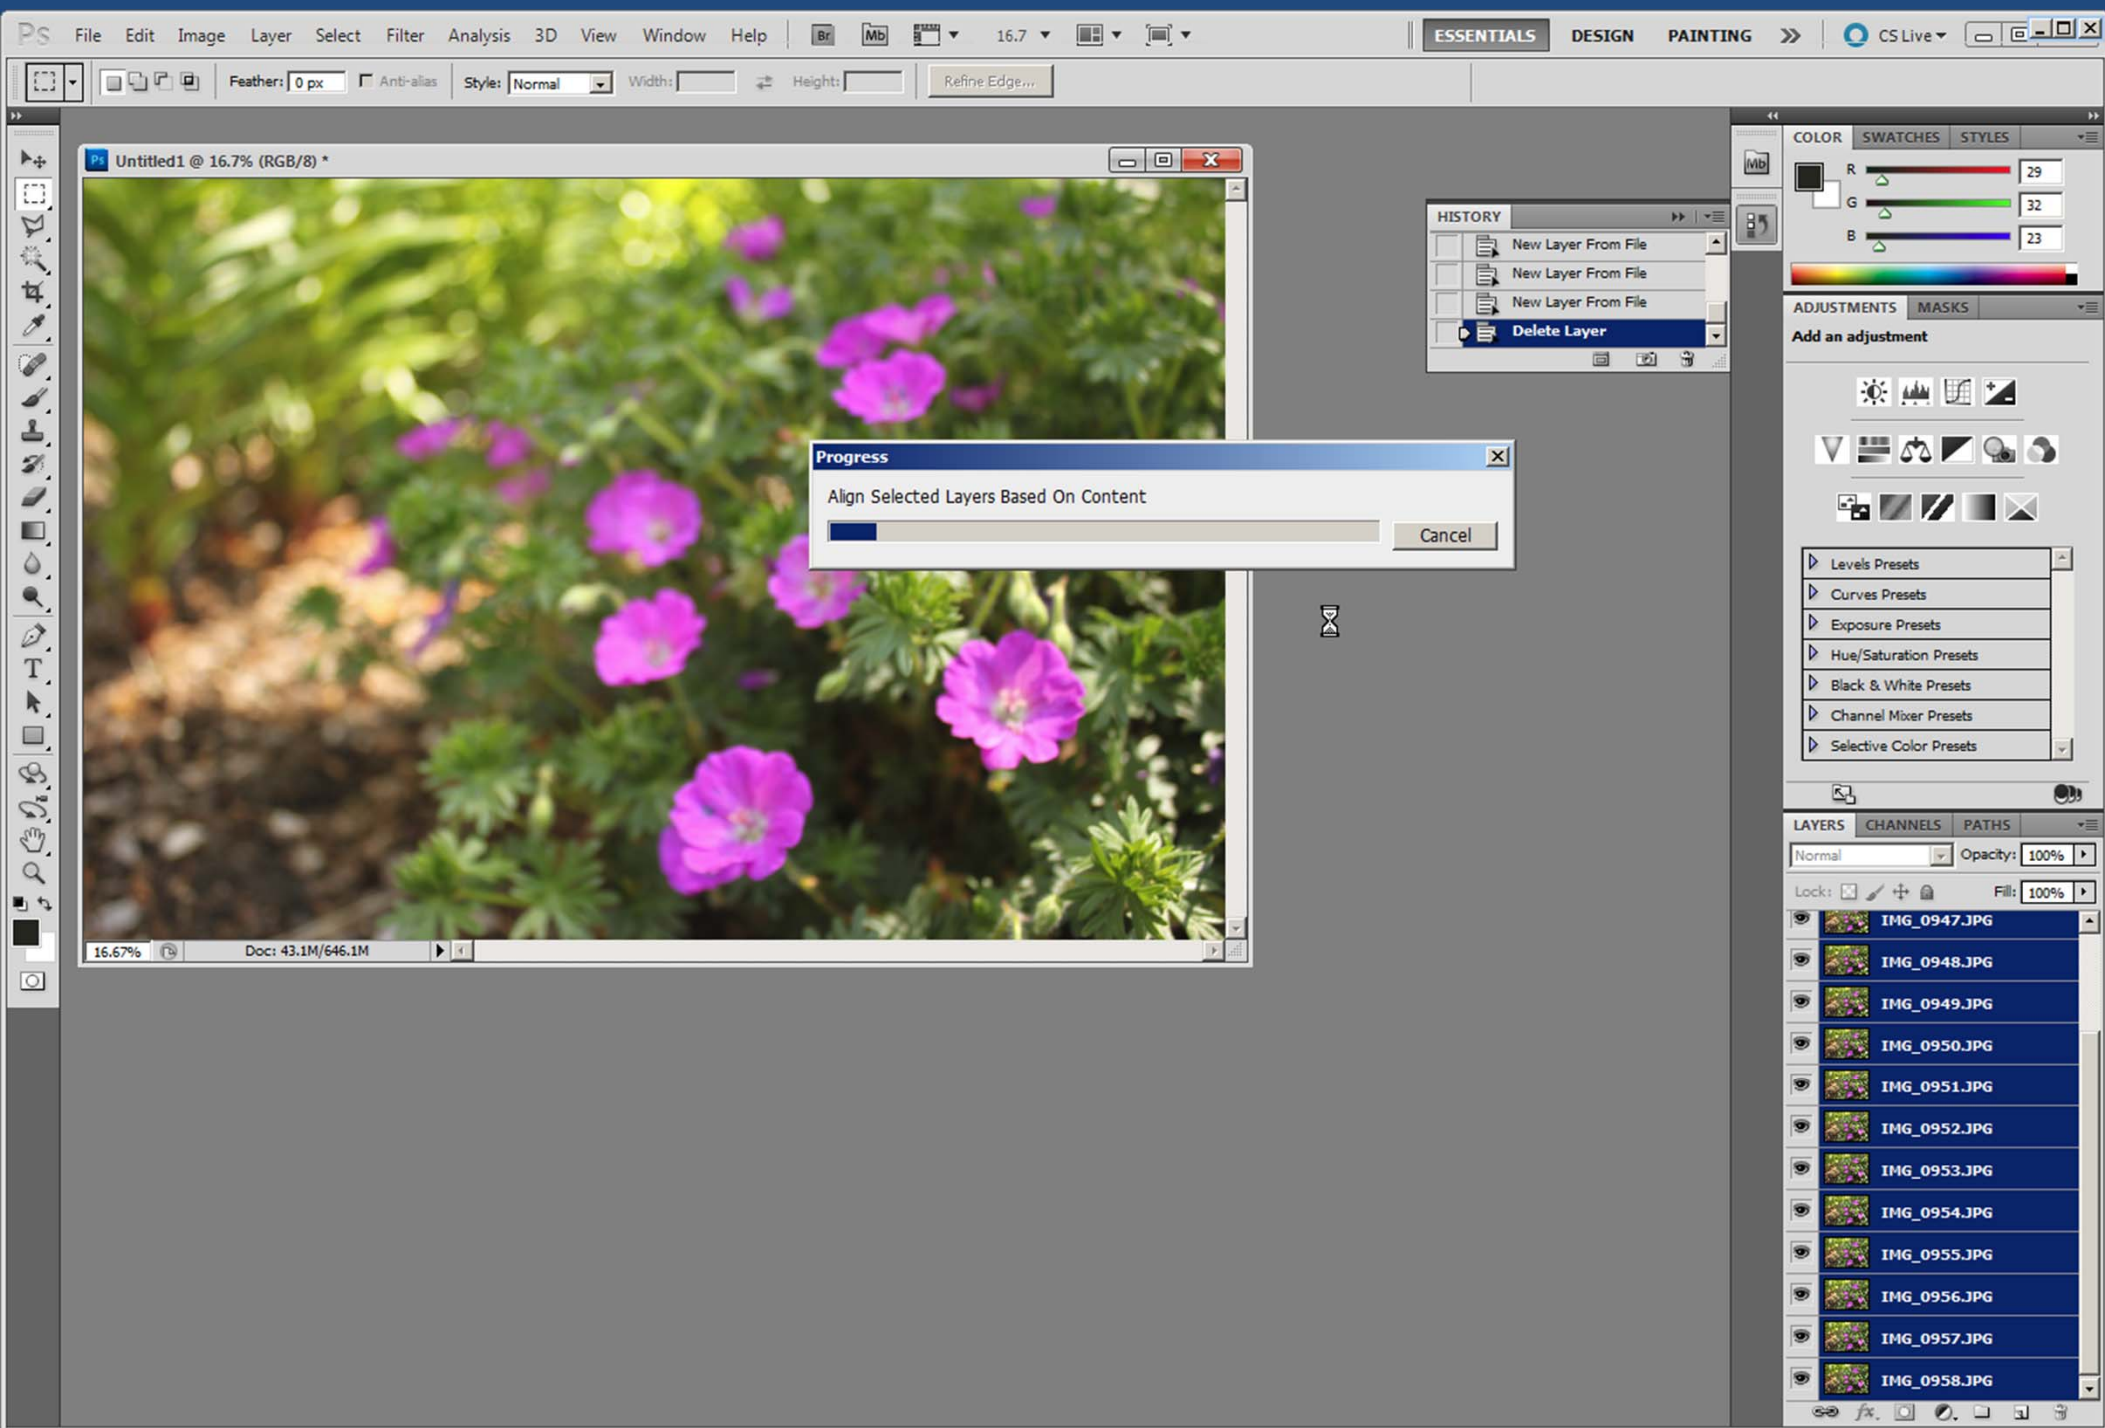 Ps File Edit Image Layer Select Filter Analysis 3D View Window Help Br Mb 16.7 ESSENTIALS DESIGN PAINTING CS Live
Feather: 0 px Anti-alias Style: Normal Width: Height: Refine Edge...
Ps Untitled1 @ 16.7% (RGB/8) *
HISTORY
New Layer From File
New Layer From File
New Layer From File
Delete Layer
Progress
Align Selected Layers Based On Content
Cancel
16.67% Doc: 43.1M/646.1M
T
Mb
COLOR SWATCHES STYLES
R 29
G 32
B 23
ADJUSTMENTS MASKS
Add an adjustment
Levels Presets
Curves Presets
Exposure Presets
Hue/Saturation Presets
Black & White Presets
Channel Mixer Presets
Selective Color Presets
LAYERS CHANNELS PATHS
Normal Opacity: 100%
Lock: Fill: 100%
IMG_0947.JPG
IMG_0948.JPG
IMG_0949.JPG
IMG_0950.JPG
IMG_0951.JPG
IMG_0952.JPG
IMG_0953.JPG
IMG_0954.JPG
IMG_0955.JPG
IMG_0956.JPG
IMG_0957.JPG
IMG_0958.JPG
fx.